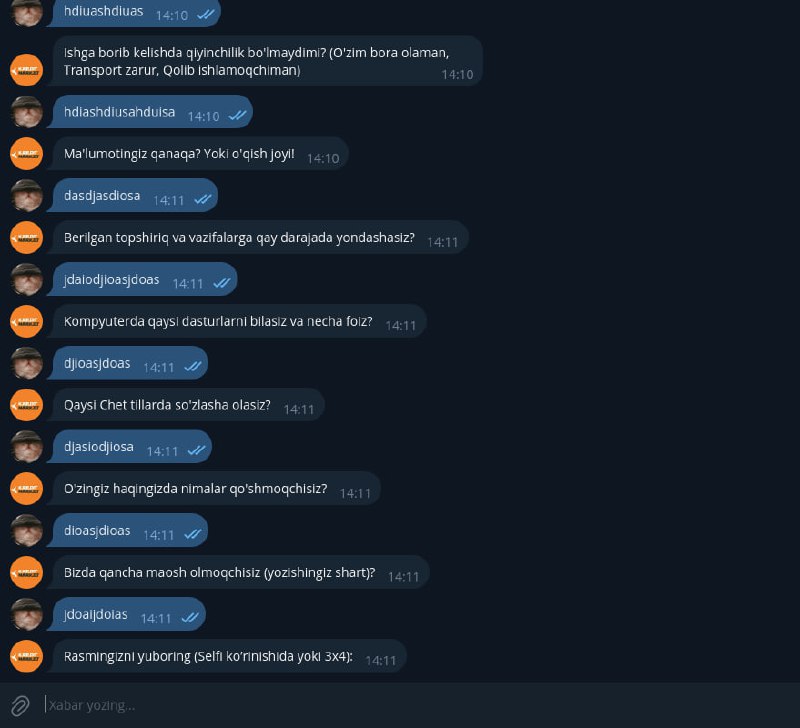 hdiuashdiuas 14:10
Ishga borib kelishda qiyinchilik bo'lmaydimi? (O'zim bora olaman,
Transport zarur, Qolib ishlamoqchiman) 14:10
hdiashdiusahduisa 14:10
Ma'lumotingiz qanaqa? Yoki o'qish joyi! 14:10
dasdjasdiosa 14:11
Berilgan topshiriq va vazifalarga qay darajada yondashasiz? 14:11
jdaiodjioasjdoas 14:11
Kompyuterda qaysi dasturlarni bilasiz va necha foiz? 14:11
djioasjdoas 14:11
Qaysi Chet tillarda so'zlasha olasiz? 14:11
djasiodjiosa 14:11
O'zingiz haqingizda nimalar qo'shmoqchisiz? 14:11
dioasjdioas 14:11
Bizda qancha maosh olmoqchisiz (yozishingiz shart)? 14:11
jdoaijdoias 14:11
Rasmingizni yuboring (Selfi ko'rinishida yoki 3x4): 14:11
Xabar yozing...